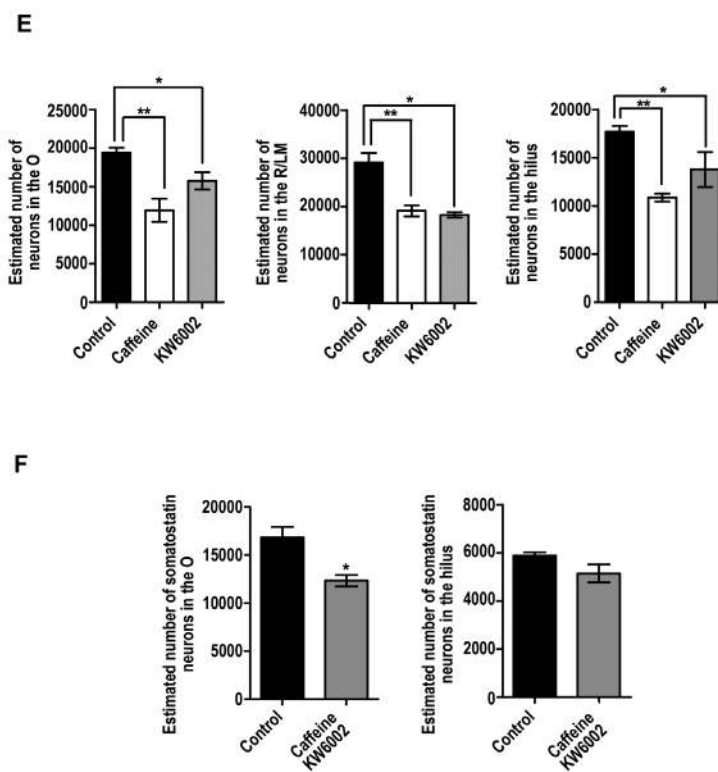 E
Estimated number of
neurons in the O
25000
20000
15000
10000
5000
0
*
**
Control
Caffeine
KW6002
Estimated number of
neurons in the R/LM
40000
30000
20000
10000
0
*
**
Control
Caffeine
KW6002
Estimated number of
neurons in the hilus
20000
15000
10000
5000
0
*
**
Control
Caffeine
KW6002
F
Estimated number of somatostatin
neurons in the O
20000
15000
10000
5000
0
*
Control
Caffeine
KW6002
Estimated number of somatostatin
neurons in the hilus
8000
6000
4000
2000
0
Control
Caffeine
KW6002